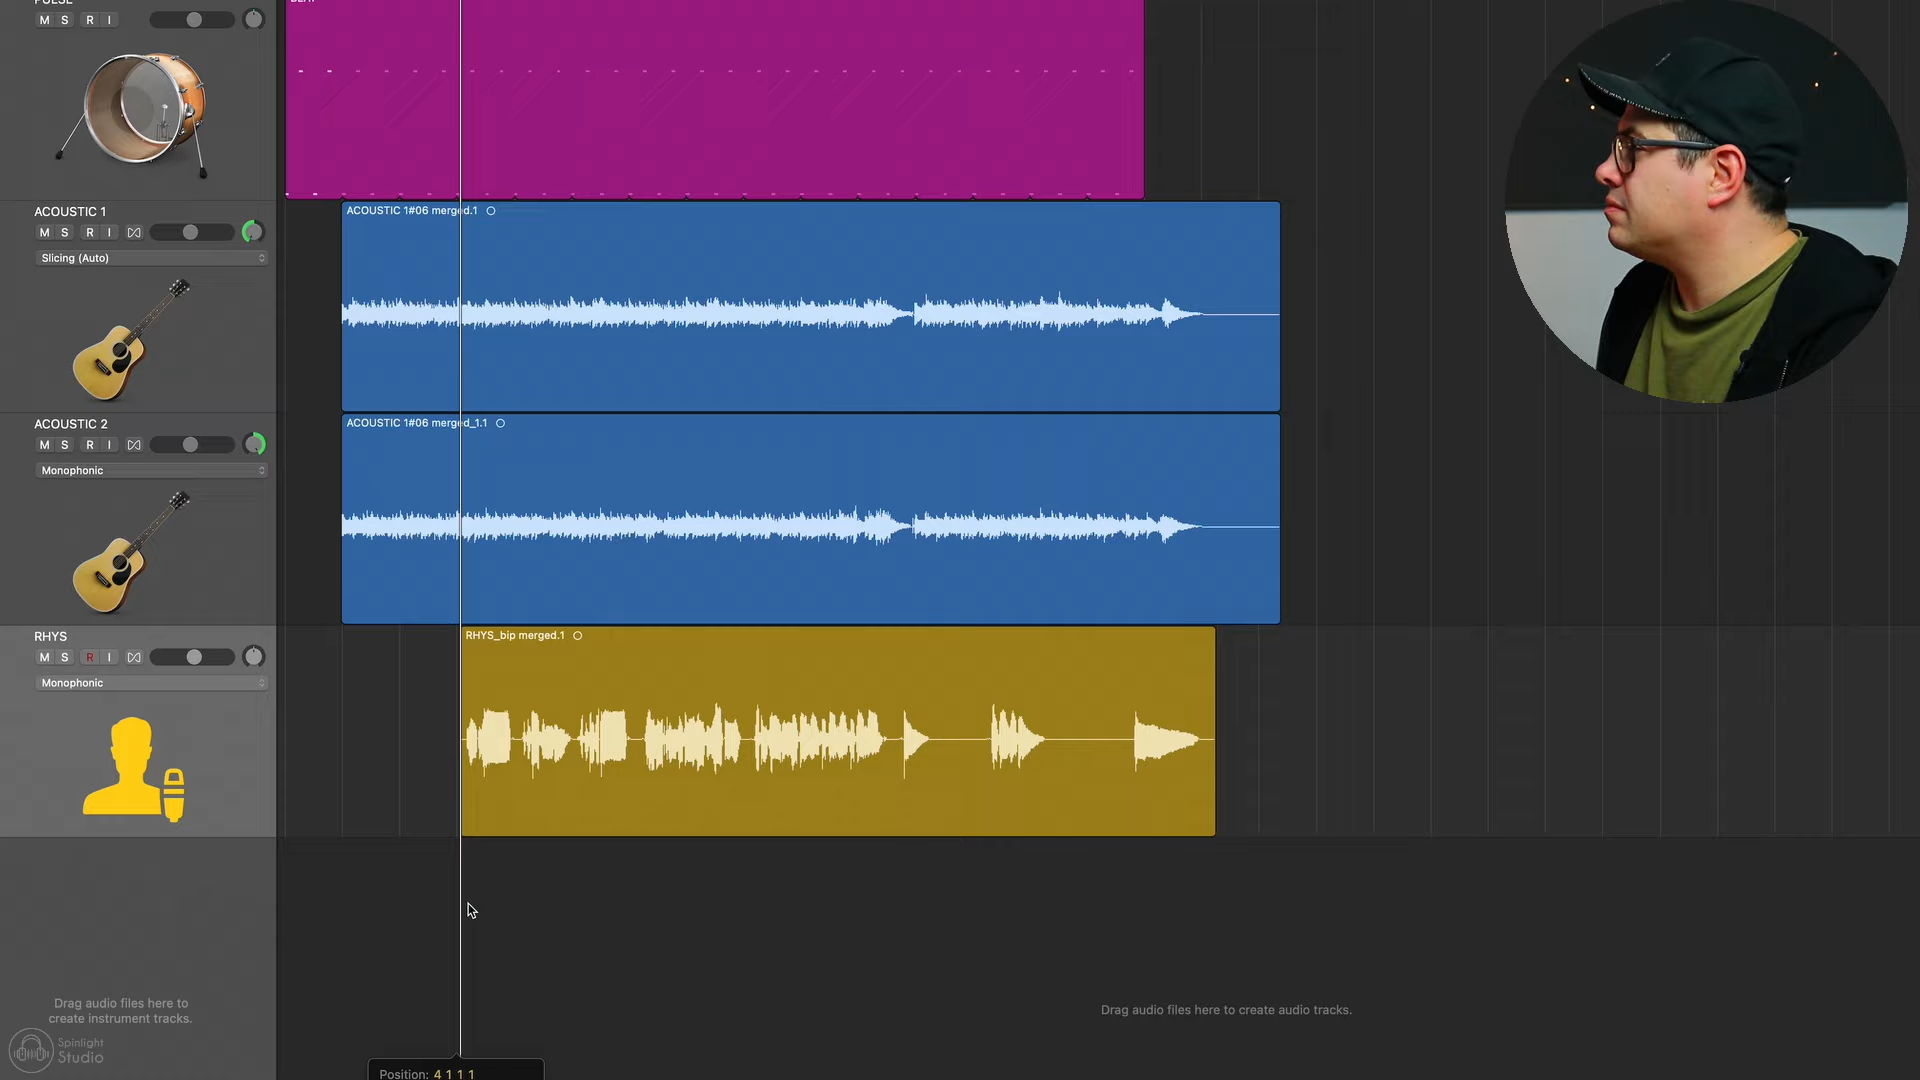 PULSE
M S R I
BEAT
ACOUSTIC 1
M S R I
Slicing (Auto)
ACOUSTIC 1#06 merged.1
ACOUSTIC 2
M S R I
Monophonic
ACOUSTIC 1#06 merged_1.1
RHYS
M S R I
Monophonic
RHYS_bip merged.1
Drag audio files here to
create instrument tracks.
Drag audio files here to create audio tracks.
Spinlight
Studio
Position: 4 1 1 1